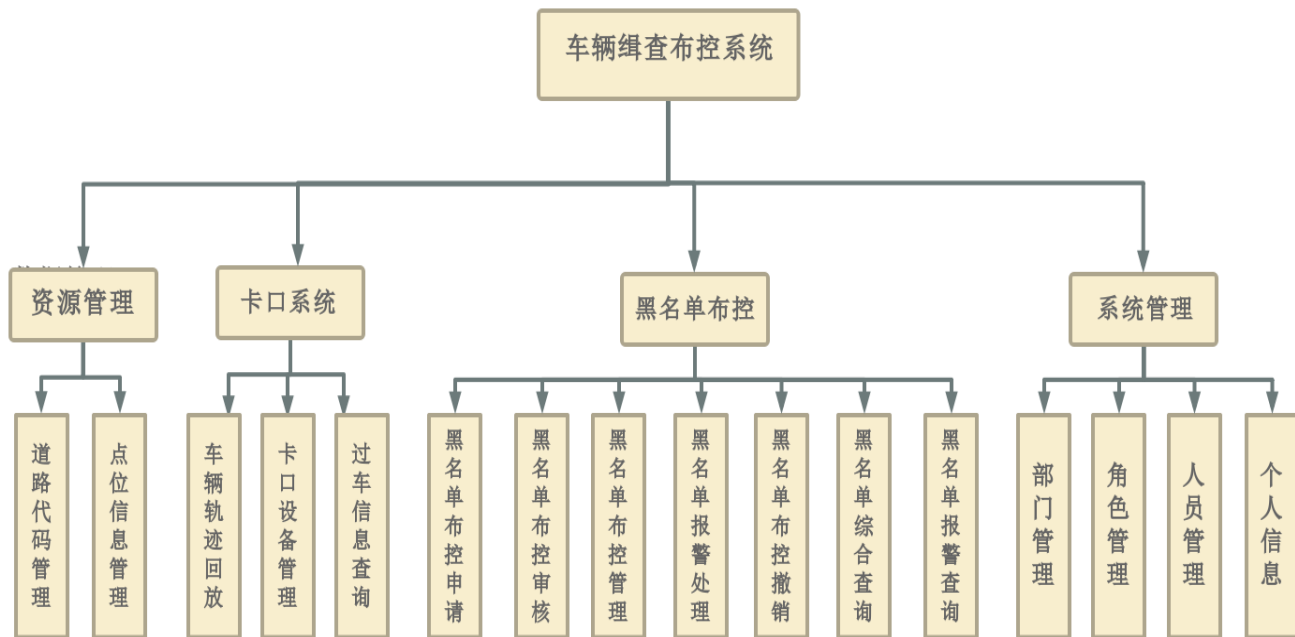 车辆缉查布控系统
资源管理
卡口系统
黑名单布控
系统管理
道路代码管理
点位信息管理
车辆轨迹回放
卡口设备管理
过车信息查询
黑名单布控申请
黑名单布控审核
黑名单布控管理
黑名单报警处理
黑名单布控撤销
黑名单综合查询
黑名单报警查询
部门管理
角色管理
人员管理
个人信息